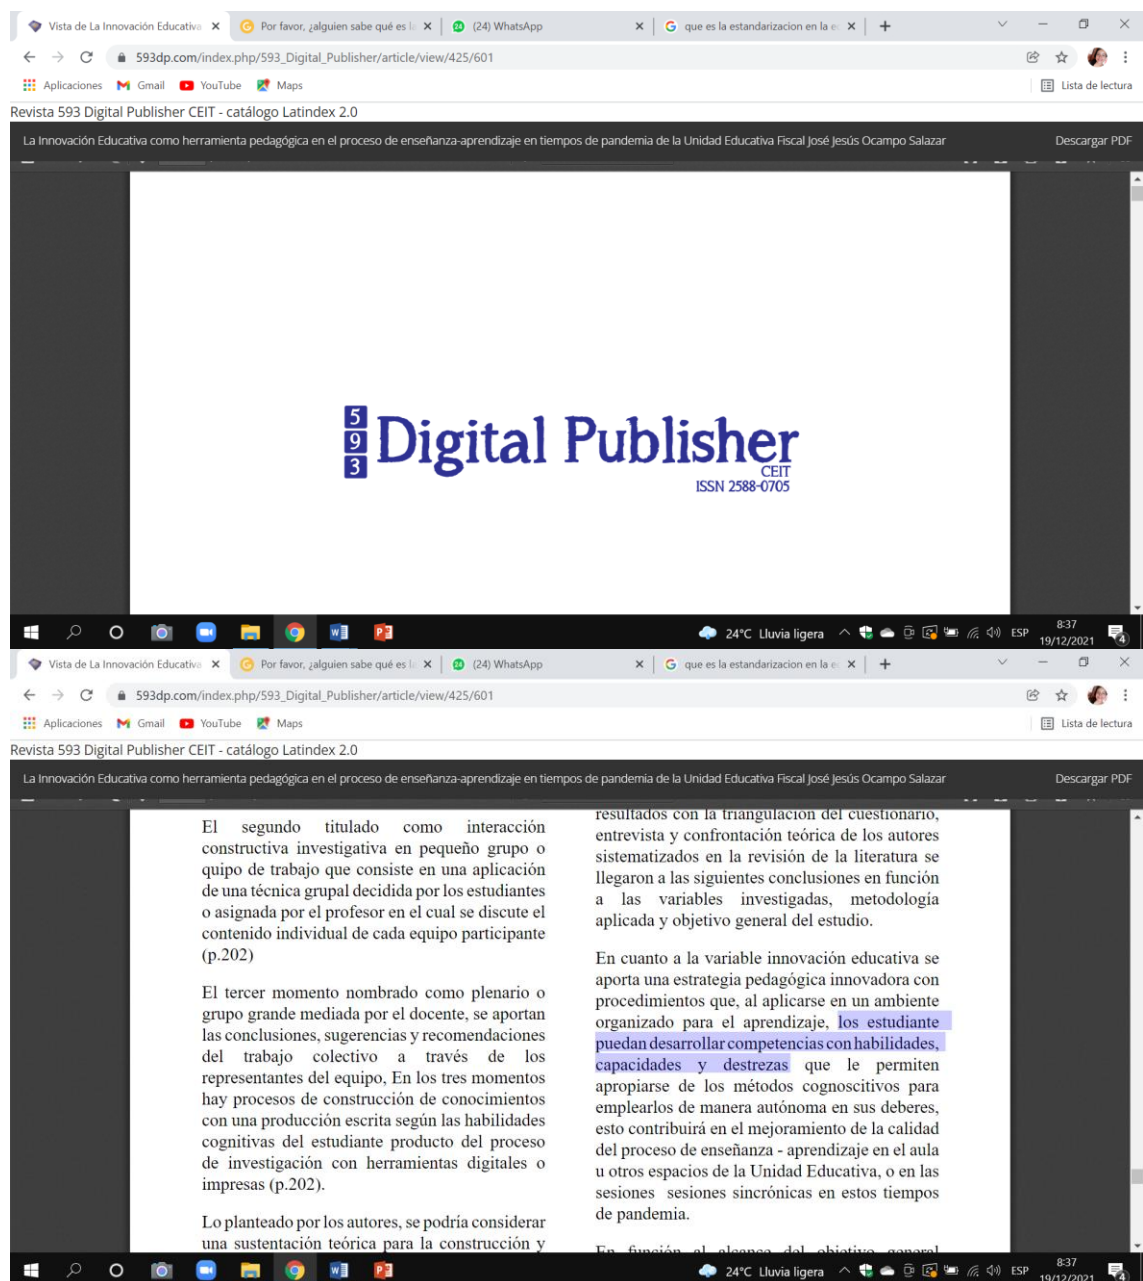 Vista de La Innovación Educativa
Por favor, ¿alguien sabe qué es l
(24) WhatsApp
que es la estandarizacion en la e
593dp.com/index.php/593_Digital_Publisher/article/view/425/601
Aplicaciones
Gmail
YouTube
Maps
Lista de lectura
Revista 593 Digital Publisher CEIT - catálogo Latindex 2.0
La Innovación Educativa como herramienta pedagógica en el proceso de enseñanza-aprendizaje en tiempos de pandemia de la Unidad Educativa Fiscal José Jesús Ocampo Salazar
Descargar PDF
593 Digital Publisher
CEIT
ISSN 2588-0705
24°C Lluvia ligera
ESP
8:37
19/12/2021
4
Vista de La Innovación Educativa
Por favor, ¿alguien sabe qué es l
(24) WhatsApp
que es la estandarizacion en la e
593dp.com/index.php/593_Digital_Publisher/article/view/425/601
Aplicaciones
Gmail
YouTube
Maps
Lista de lectura
Revista 593 Digital Publisher CEIT - catálogo Latindex 2.0
La Innovación Educativa como herramienta pedagógica en el proceso de enseñanza-aprendizaje en tiempos de pandemia de la Unidad Educativa Fiscal José Jesús Ocampo Salazar
Descargar PDF
El segundo titulado como interacción
constructiva investigativa en pequeño grupo o
quipo de trabajo que consiste en una aplicación
de una técnica grupal decidida por los estudiantes
o asignada por el profesor en el cual se discute el
contenido individual de cada equipo participante
(p.202)
El tercer momento nombrado como plenario o
grupo grande mediada por el docente, se aportan
las conclusiones, sugerencias y recomendaciones
del trabajo colectivo a través de los
representantes del equipo, En los tres momentos
hay procesos de construcción de conocimientos
con una producción escrita según las habilidades
cognitivas del estudiante producto del proceso
de investigación con herramientas digitales o
impresas (p.202).
Lo planteado por los autores, se podría considerar
una sustentación teórica para la construcción y
resultados con la triangulación del cuestionario,
entrevista y confrontación teórica de los autores
sistematizados en la revisión de la literatura se
llegaron a las siguientes conclusiones en función
a las variables investigadas, metodología
aplicada y objetivo general del estudio.
En cuanto a la variable innovación educativa se
aporta una estrategia pedagógica innovadora con
procedimientos que, al aplicarse en un ambiente
organizado para el aprendizaje, los estudiante
puedan desarrollar competencias con habilidades,
capacidades y destrezas que le permiten
apropiarse de los métodos cognoscitivos para
emplearlos de manera autónoma en sus deberes,
esto contribuirá en el mejoramiento de la calidad
del proceso de enseñanza - aprendizaje en el aula
u otros espacios de la Unidad Educativa, o en las
sesiones sesiones sincrónicas en estos tiempos
de pandemia.
En función al alcance del objetivo general
24°C Lluvia ligera
ESP
8:37
19/12/2021
4